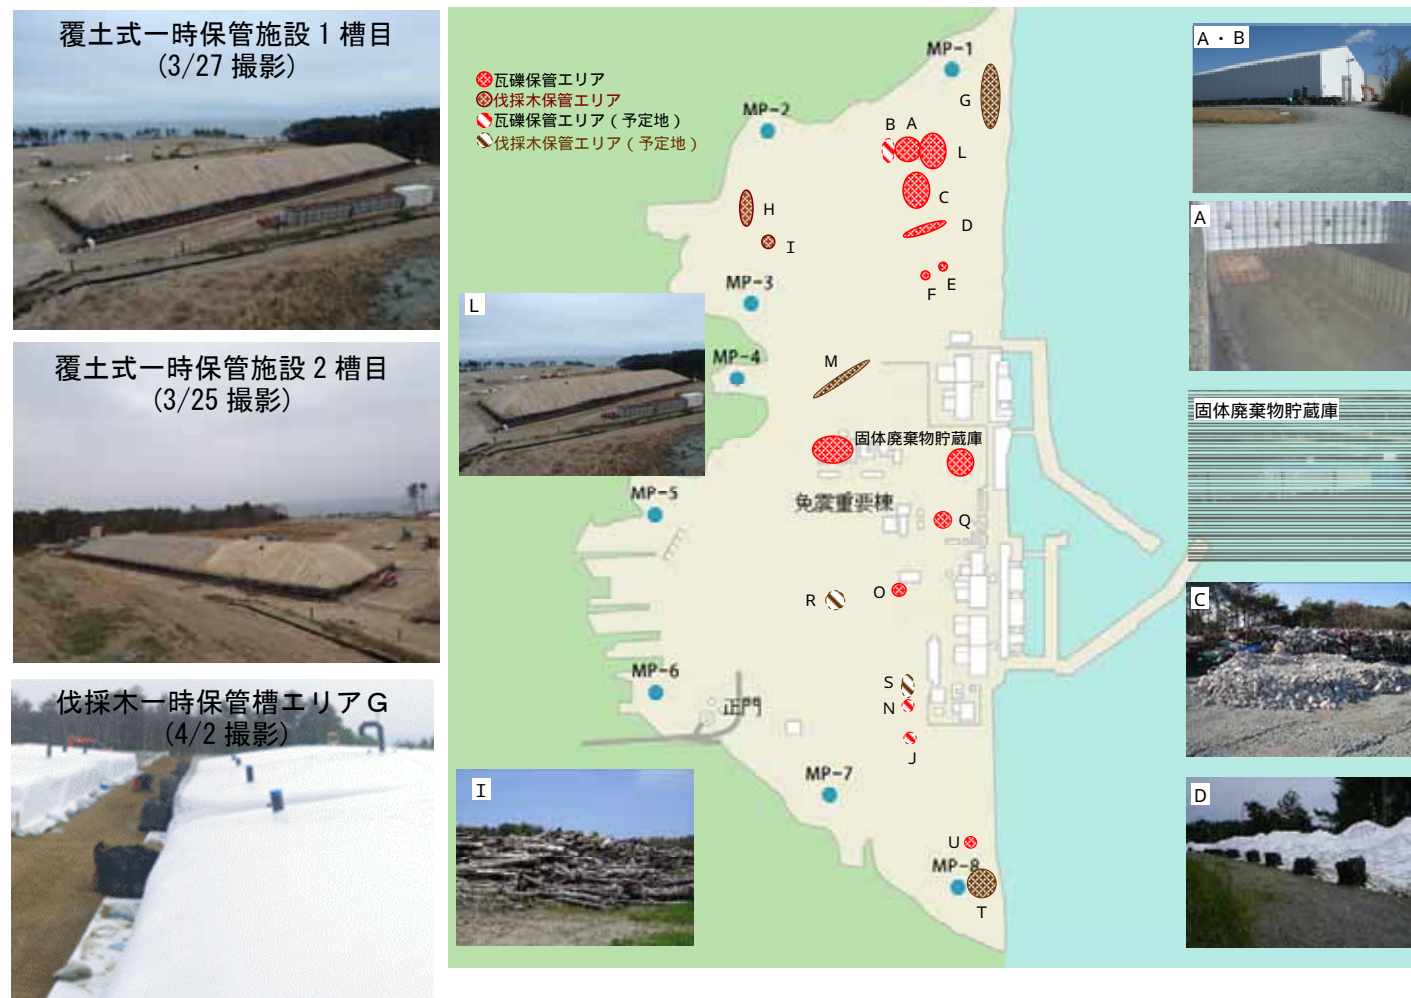 覆土式一時保管施設1槽目
(3/27 撮影)
覆土式一時保管施設2槽目
(3/25 撮影)
伐採木一時保管槽エリアG
(4/2 撮影)
瓦礫保管エリア
伐採木保管エリア
瓦礫保管エリア(予定地)
伐採木保管エリア(予定地)
MP-1
G
MP-2
B
A
L
C
H
D
I
E
F
MP-3
L
MP-4
M
固体廃棄物貯蔵庫
MP-5
免震重要棟
Q
R
O
MP-6
正門
S
N
J
MP-7
I
U
MP-8
T
A・B
A
固体廃棄物貯蔵庫
C
D